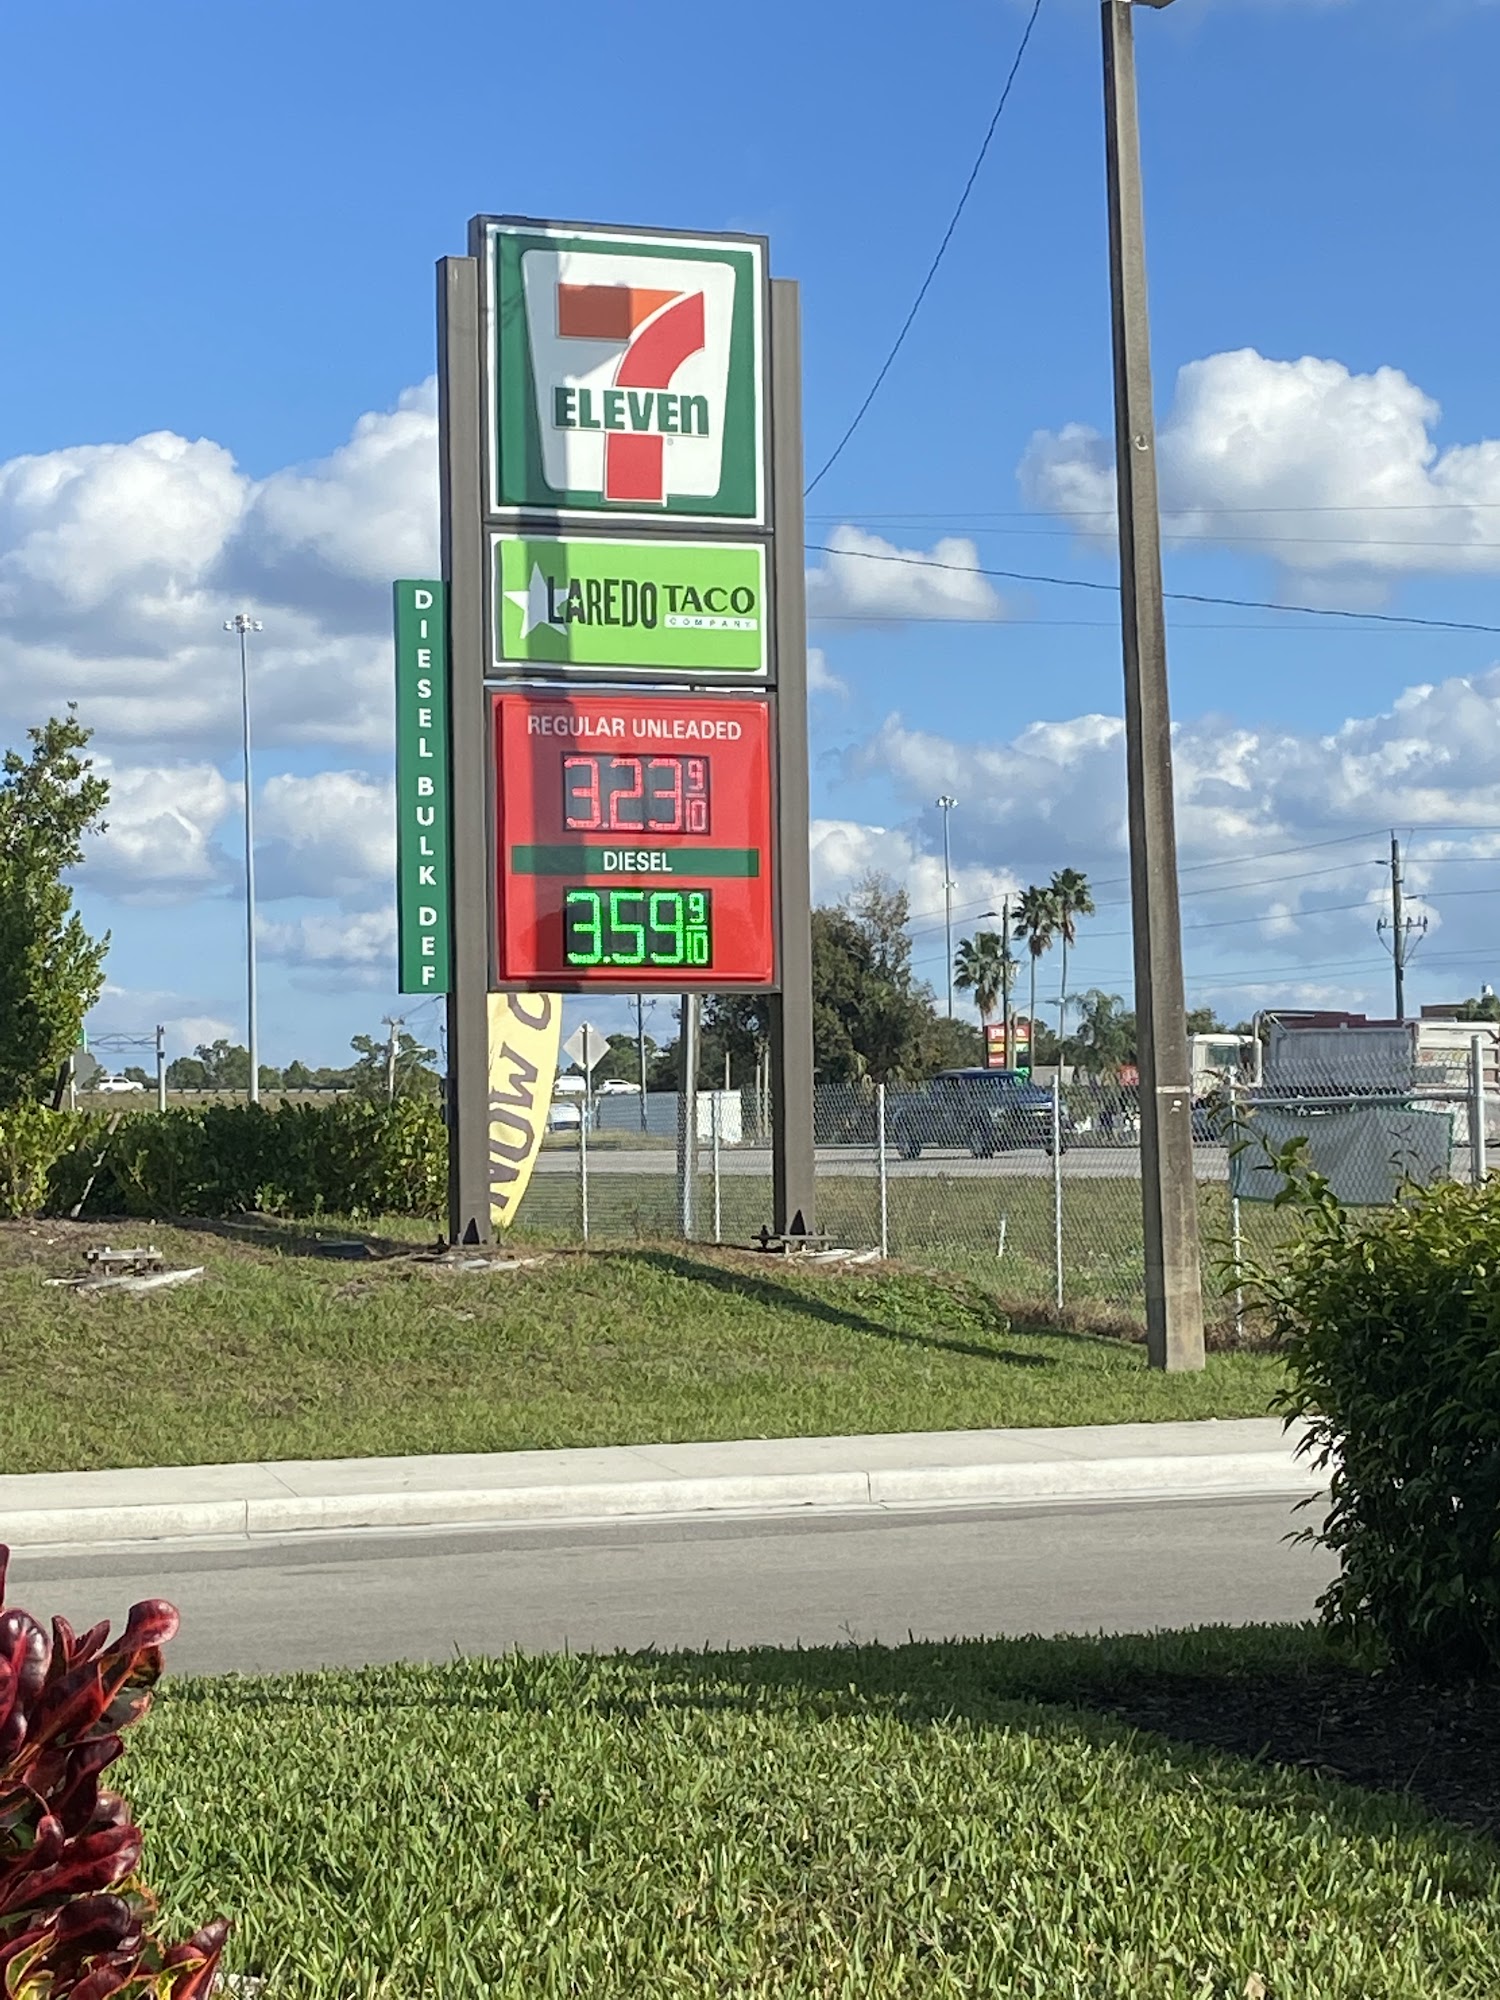 7
ELEVEn
®
LAREDO TACO
COMPANY
REGULAR UNLEADED
3.23 9/10
DIESEL
3.59 9/10
DIESEL BULK DEF
NOW